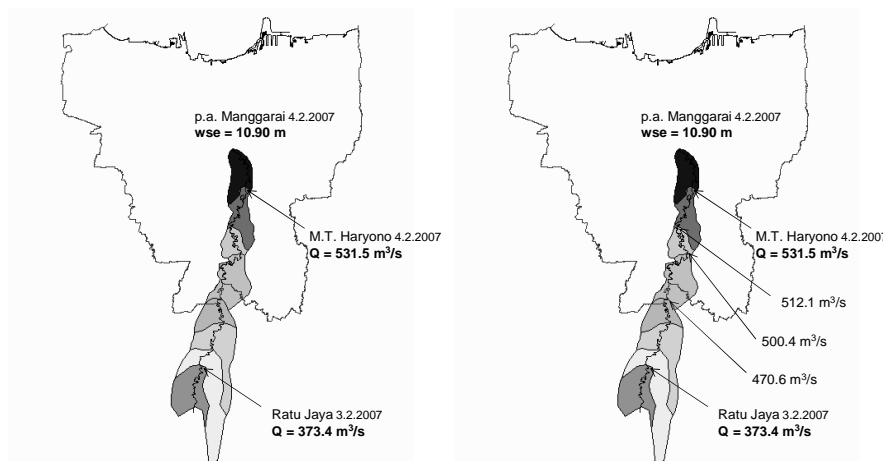 p.a. Manggarai 4.2.2007
wse = 10.90 m
M.T. Haryono 4.2.2007
Q = 531.5 m³/s
Ratu Jaya 3.2.2007
Q = 373.4 m³/s
p.a. Manggarai 4.2.2007
wse = 10.90 m
M.T. Haryono 4.2.2007
Q = 531.5 m³/s
512.1 m³/s
500.4 m³/s
470.6 m³/s
Ratu Jaya 3.2.2007
Q = 373.4 m³/s